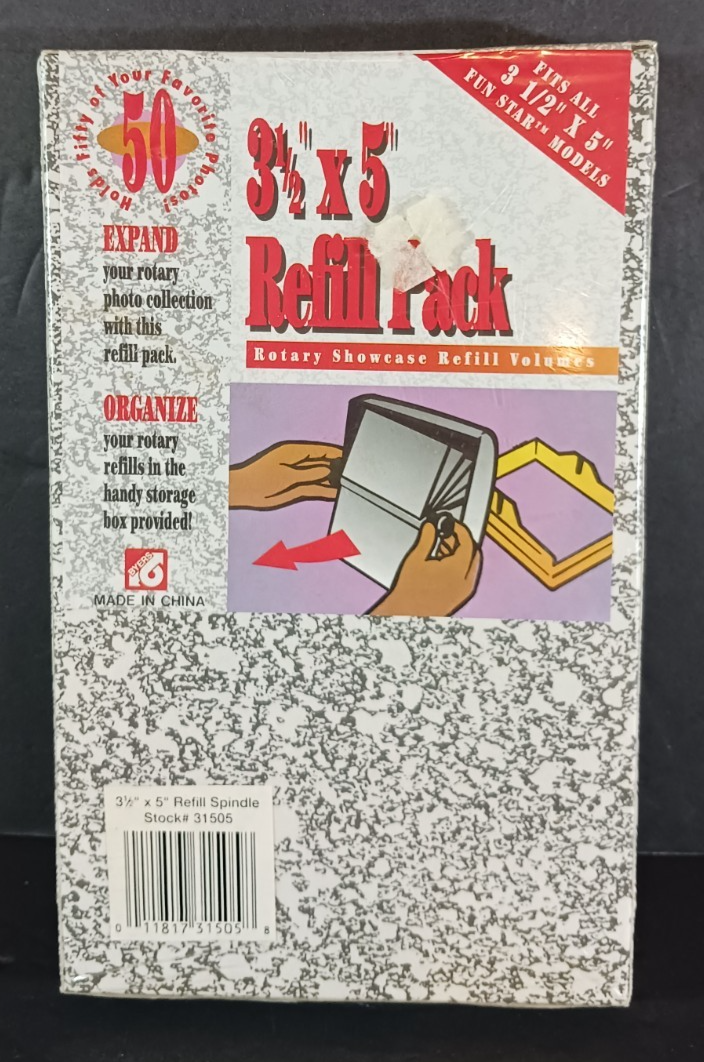 Holds Fifty of Your Favorite Photos!
50
FITS ALL
3 1/2" X 5"
FUN STAR™ MODELS
3½" x 5"
Refill Pack
Rotary Showcase Refill Volumes
EXPAND
your rotary
photo collection
with this
refill pack.
ORGANIZE
your rotary
refills in the
handy storage
box provided!
BYERS
MADE IN CHINA
3½" x 5" Refill Spindle
Stock# 31505
0 11817 31505 8